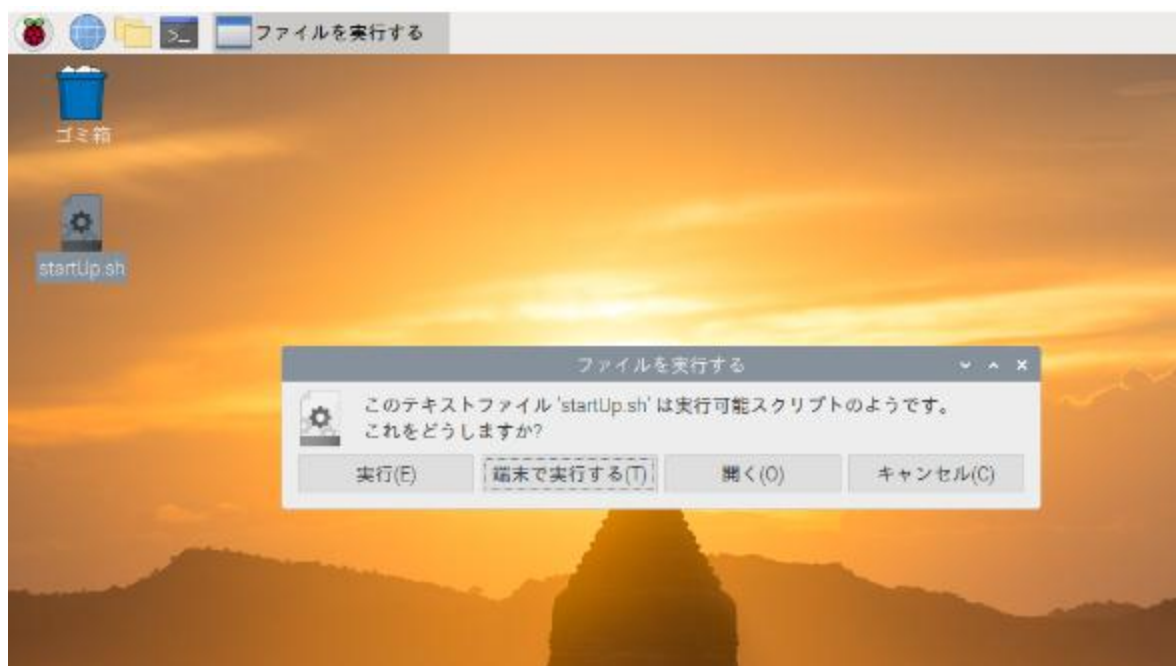 >_
ファイルを実行する
ゴミ箱
startUp.sh
ファイルを実行する
このテキストファイル 'startUp.sh' は実行可能スクリプトのようです。
これをどうしますか?
実行(E) 端末で実行する(T) 開く(O) キャンセル(C)